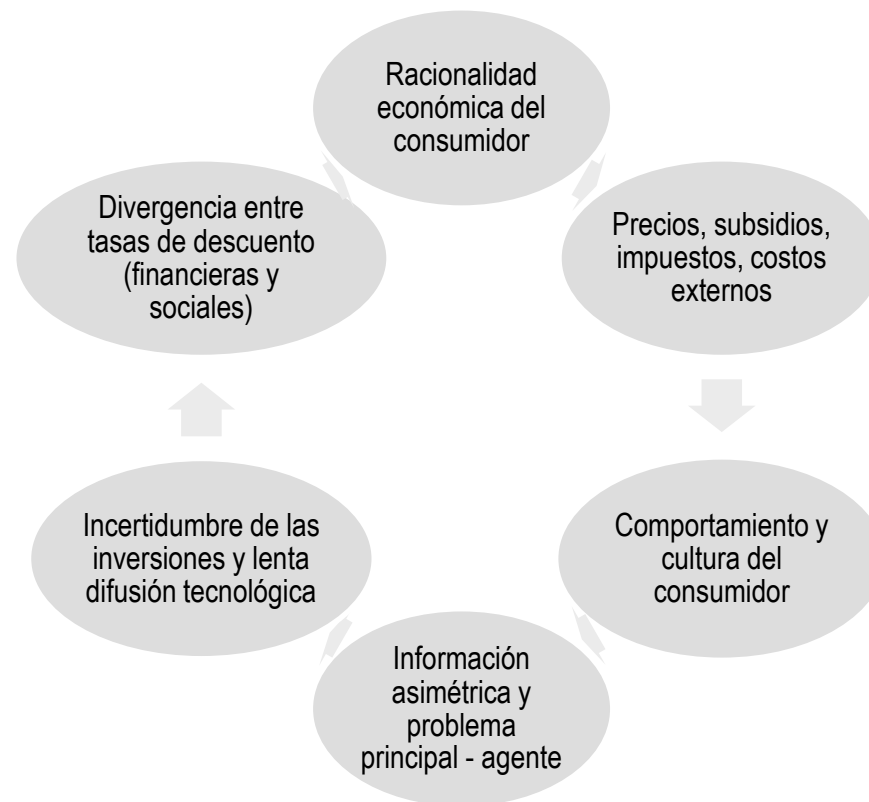 Racionalidad
económica del
consumidor
Precios, subsidios,
impuestos, costos
externos
Comportamiento y
cultura del
consumidor
Información
asimétrica y
problema
principal - agente
Incertidumbre de las
inversiones y lenta
difusión tecnológica
Divergencia entre
tasas de descuento
(financieras y
sociales)